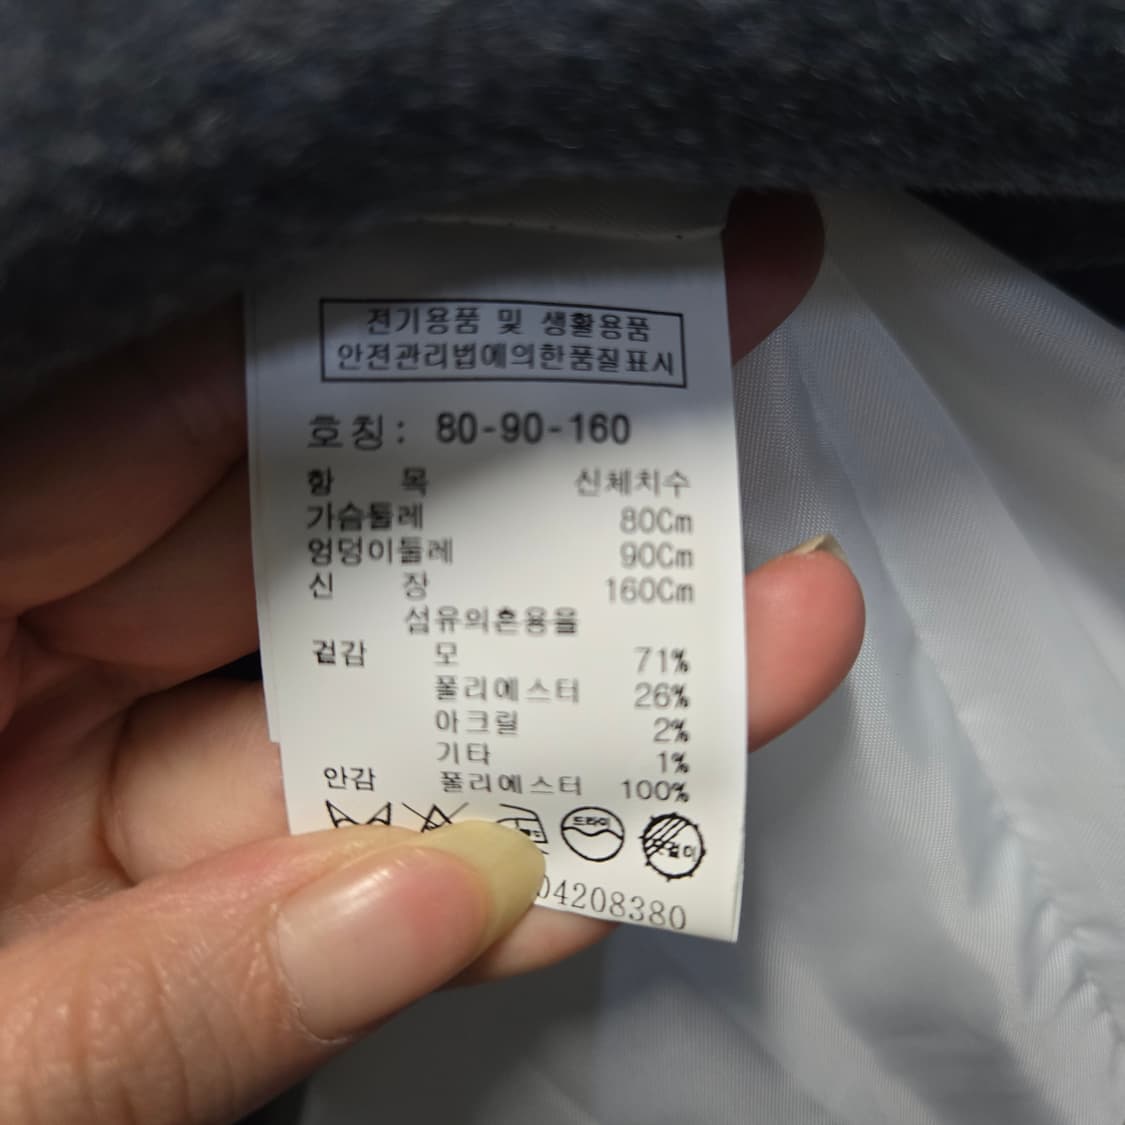 전기용품 및 생활용품
안전관리법에의한품질표시
호칭: 80-90-160
항 목 신체치수
가슴둘레 80Cm
엉덩이둘레 90Cm
신 장 160Cm
섬유의혼용율
겉감 모 71%
폴리에스터 26%
아크릴 2%
기타 1%
안감 폴리에스터 100%
드라이 옷걸이
04208380